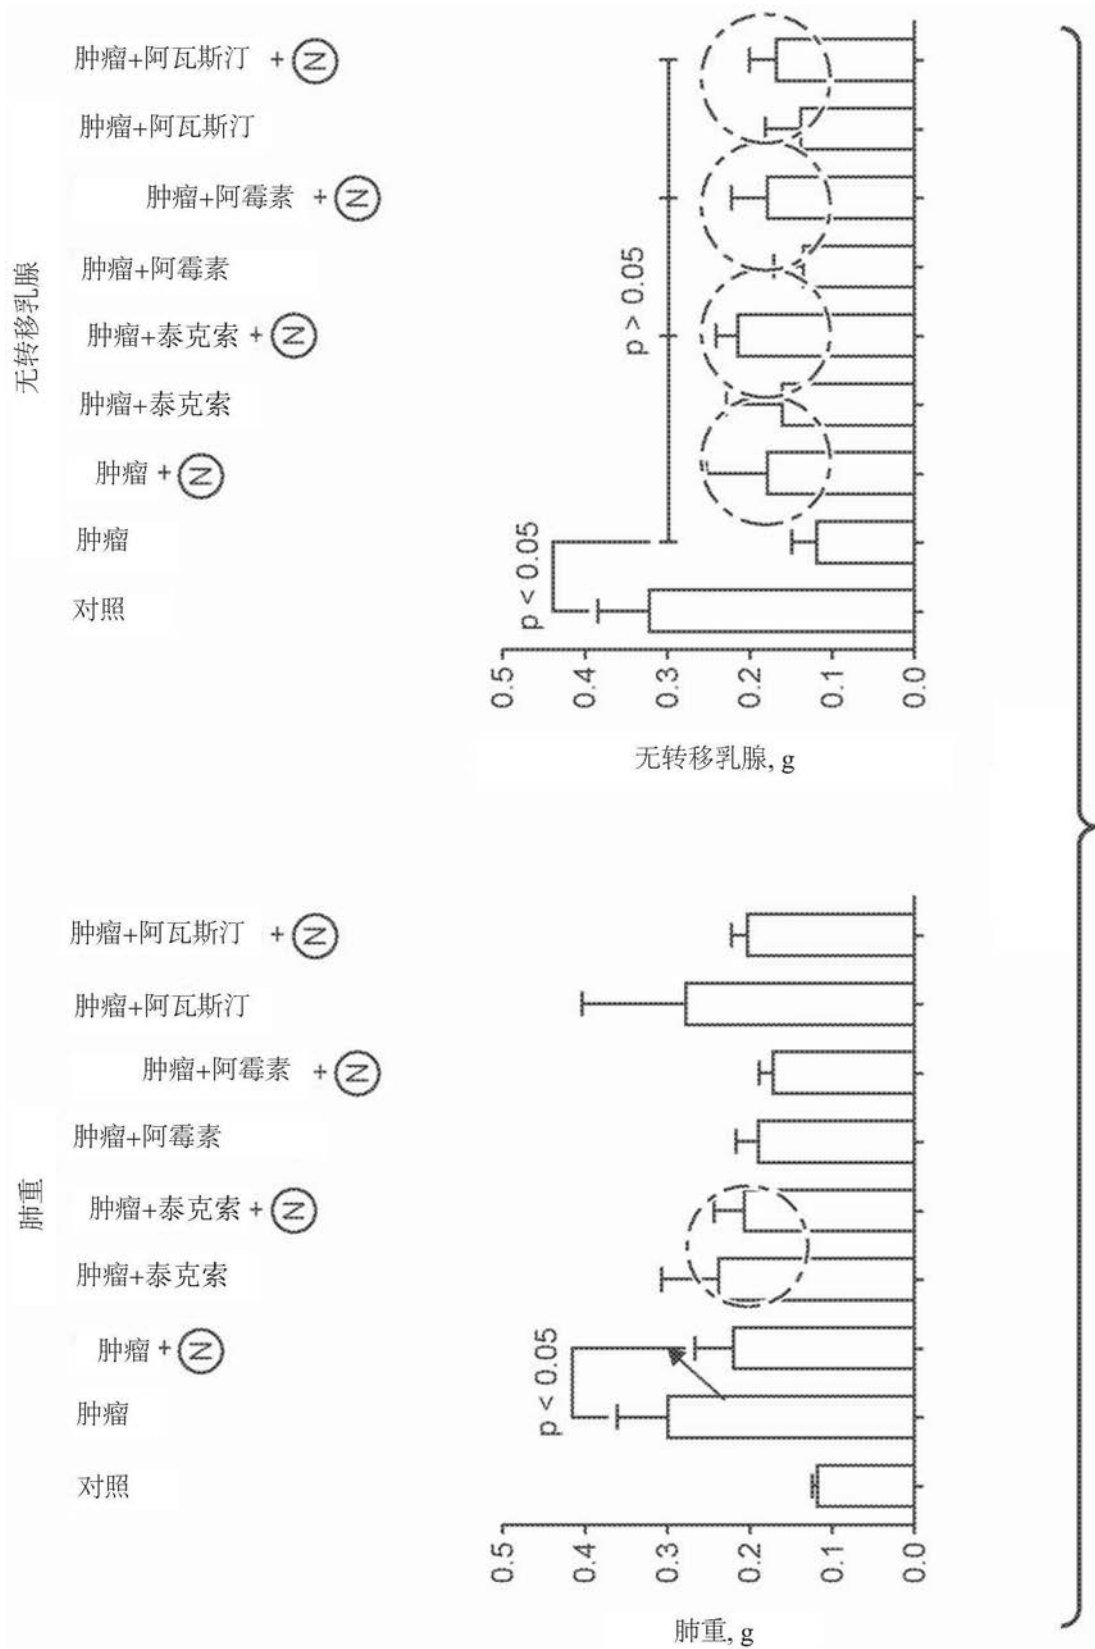 无转移乳腺
肿瘤+阿瓦斯汀 + N
肿瘤+阿瓦斯汀
肿瘤+阿霉素 + N
肿瘤+阿霉素
肿瘤+泰克索 + N
肿瘤+泰克索
肿瘤 + N
肿瘤
对照
p > 0.05
p < 0.05
0.5
0.4
0.3
0.2
0.1
0.0
无转移乳腺, g
肺重
肿瘤+阿瓦斯汀 + N
肿瘤+阿瓦斯汀
肿瘤+阿霉素 + N
肿瘤+阿霉素
肿瘤+泰克索 + N
肿瘤+泰克索
肿瘤 + N
肿瘤
对照
p < 0.05
0.5
0.4
0.3
0.2
0.1
0.0
肺重, g